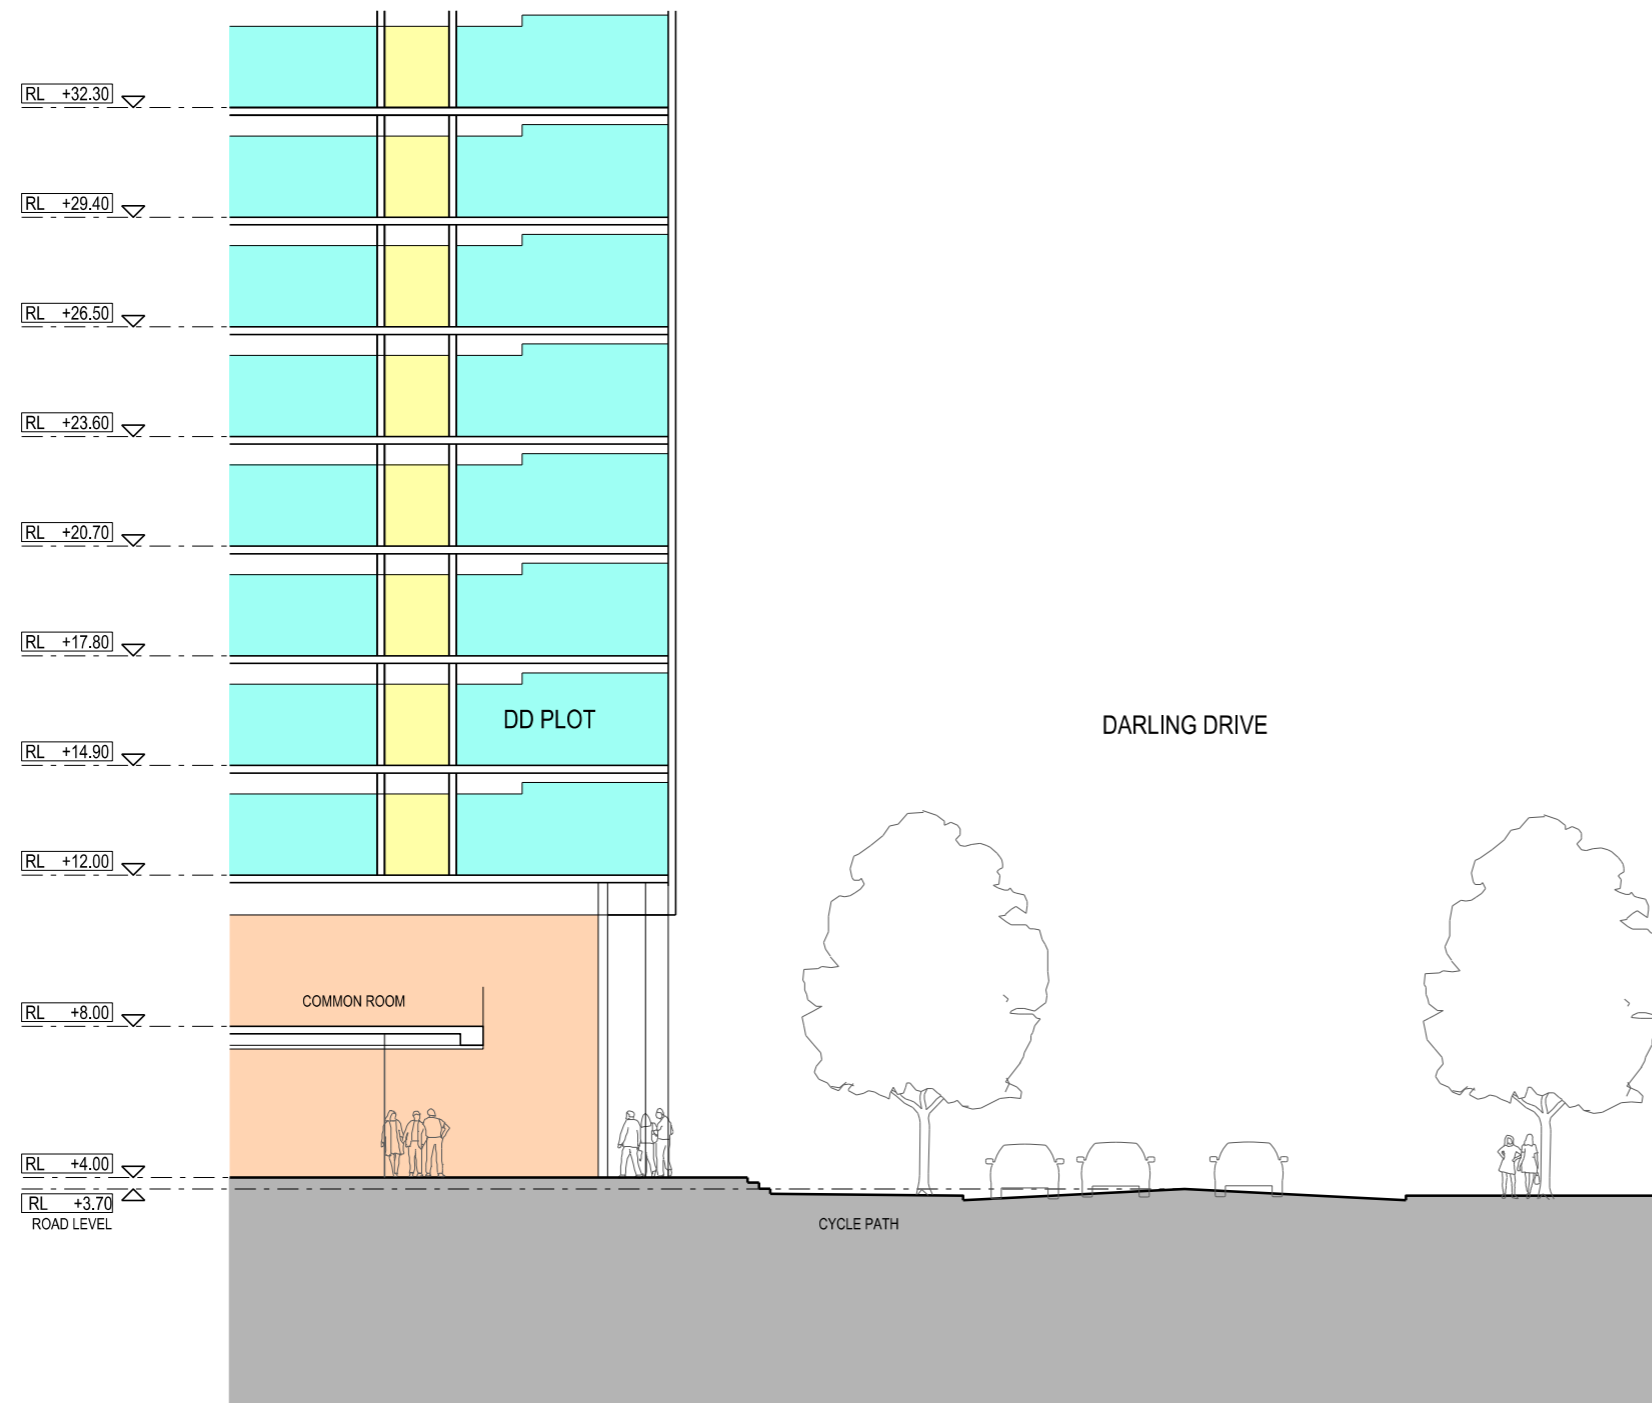 RL +32.30
RL +29.40
RL +26.50
RL +23.60
RL +20.70
RL +17.80
DD PLOT
DARLING DRIVE
RL +14.90
RL +12.00
COMMON ROOM
RL +8.00
RL +4.00
RL +3.70
ROAD LEVEL
CYCLE PATH